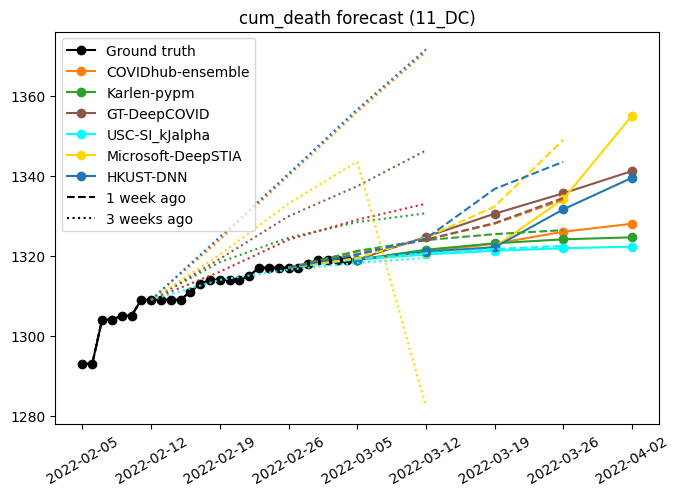 cum_death forecast (11_DC)
Ground truth
COVIDhub-ensemble
Karlen-pypm
GT-DeepCOVID
USC-SI_kJalpha
Microsoft-DeepSTIA
HKUST-DNN
1 week ago
3 weeks ago
1360
1340
1320
1300
1280
2022-02-05
2022-02-12
2022-02-19
2022-02-26
2022-03-05
2022-03-12
2022-03-19
2022-03-26
2022-04-02